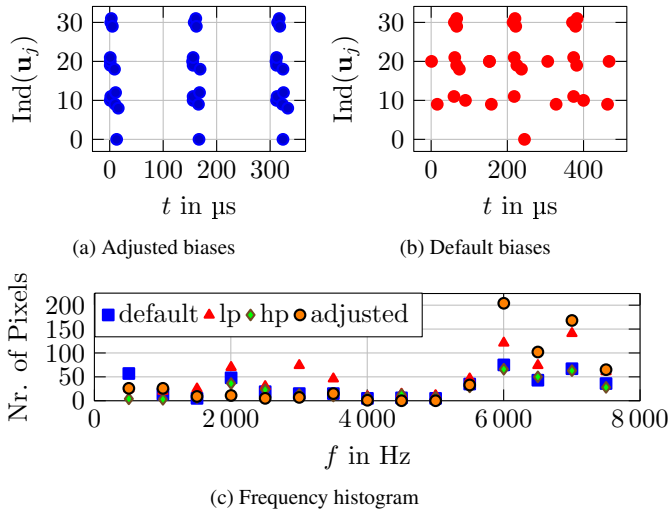 30
20
10
0
Ind(u_j)
0 100 200 300
t in µs
(a) Adjusted biases
30
20
10
0
Ind(u_j)
0 200 400
t in µs
(b) Default biases
200
150
100
50
0
Nr. of Pixels
default lp hp adjusted
0 2 000 4 000 6 000 8 000
f in Hz
(c) Frequency histogram